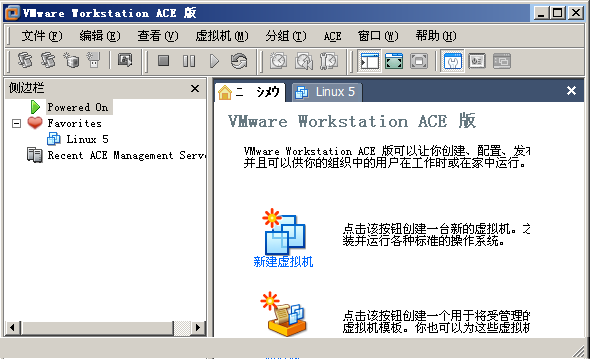 VMware Workstation ACE 版
文件(F) 编辑(E) 查看(V) 虚拟机(M) 分组(T) ACE 窗口(W) 帮助(H)
侧边栏
Powered On
Favorites
Linux 5
Recent ACE Management Serv
Linux 5
VMware Workstation ACE 版
VMware Workstation ACE 版可以让你创建、配置、发布
并且可以供你的组织中的用户在工作时或在家中运行。
点击该按钮创建一台新的虚拟机。之
装并运行各种标准的操作系统。
新建虚拟机
点击该按钮创建一个用于将受管理的
虚拟机模板。你也可以为这些虚拟机